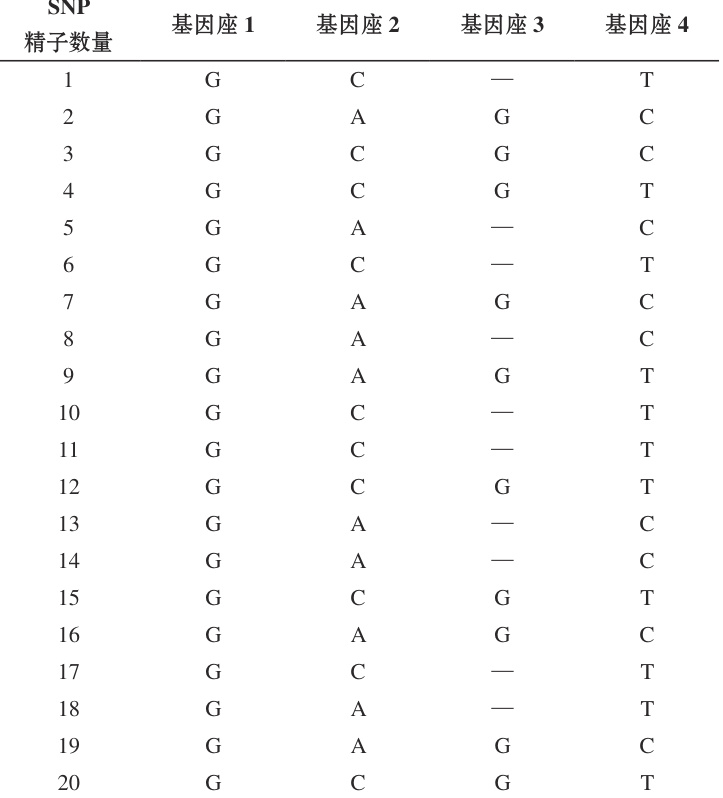 SNP
精子数量 基因座 1 基因座 2 基因座 3 基因座 4
1 G C — T
2 G A G C
3 G C G C
4 G C G T
5 G A — C
6 G C — T
7 G A G C
8 G A — C
9 G A G T
10 G C — T
11 G C — T
12 G C G T
13 G A — C
14 G A — C
15 G C G T
16 G A G C
17 G C — T
18 G A — T
19 G A G C
20 G C G T